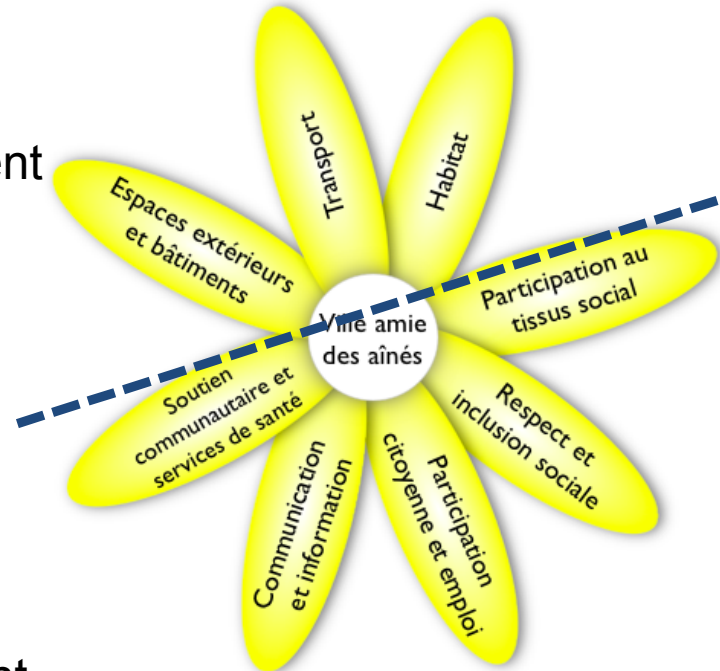 ent
Transport
Habitat
Espaces extérieurs
et bâtiments
Participation au
tissus social
Ville amie
des aînés
Soutien
communautaire et
services de santé
Respect et
inclusion sociale
Communication
et information
Participation
citoyenne et emploi